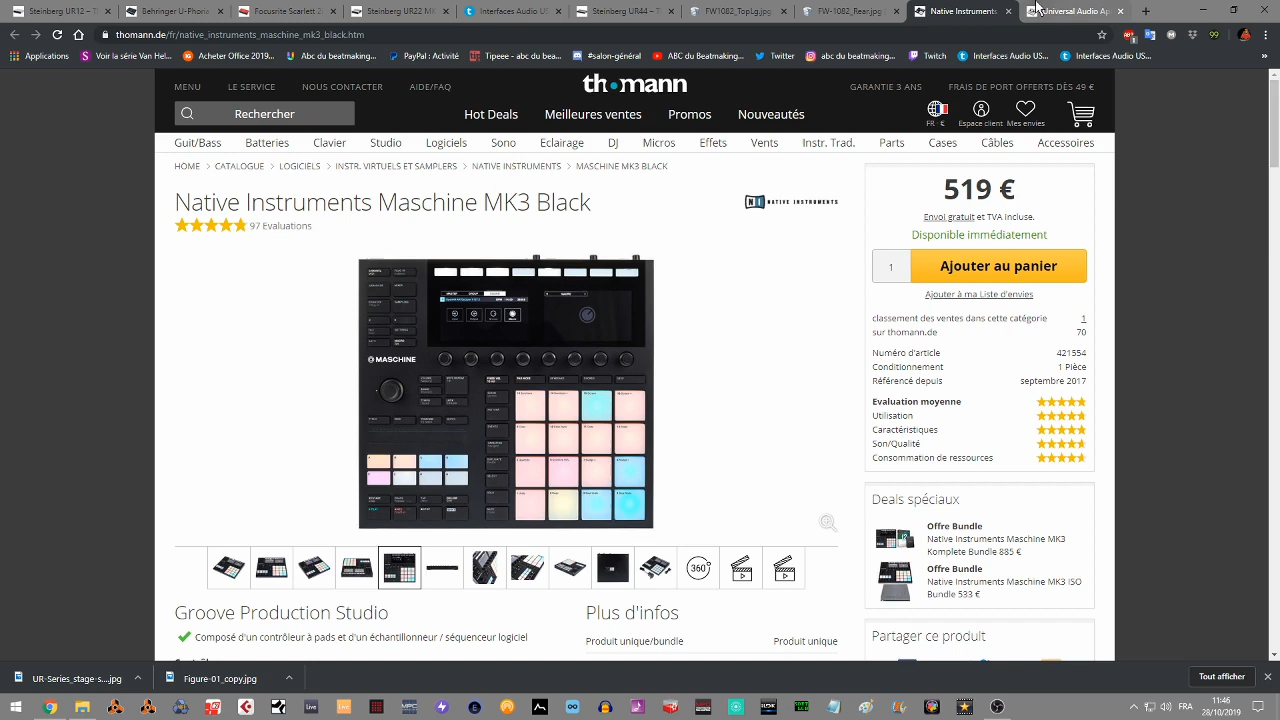 Steinberg UR12 – T
Behringer U-Phone
Focusrite Scarlett 2
Steinberg UR22 MK
Interfaces Audio US
Steinberg UR44 – T
FW1082_TopLg.jpg
FW-1082_Rear.jpg
Native Instruments
Universal Audio Ap
thomann.de/fr/native_instruments_maschine_mk3_black.htm
Applications
Voir la série Van Hel
Acheter Office 2019...
Abc du beatmaking...
PayPal : Activité
Tipeee - abc du beat...
#salon-général
ABC du Beatmaking...
Twitter
Abc du beatmaking...
Twitch
Interfaces Audio US...
Interfaces Audio US...
MENU LE SERVICE NOUS CONTACTER AIDE/FAQ
th•mann
GARANTIE 3 ANS FRAIS DE PORT OFFERTS DÈS 49 €
Rechercher
Hot Deals Meilleures ventes Promos Nouveautés
FR · € Espace client Mes envies
Guit/Bass Batteries Clavier Studio Logiciels Sono Eclairage DJ Micros Effets Vents Instr. Trad. Parts Cases Câbles Accessoires
HOME > CATALOGUE > LOGICIELS > INSTR. VIRTUELS ET SAMPLERS > NATIVE INSTRUMENTS > MASCHINE MK3 BLACK
Native Instruments Maschine MK3 Black
NATIVE INSTRUMENTS
97 Evaluations
519 €
Envoi gratuit et TVA incluse.
Disponible immédiatement
Ajouter au panier
Ajouter à ma Liste d'envies
classement des ventes dans cette catégorie 1
sur thomann.de 70
Numéro d'article 421554
Conditionnement Pièce
Référencé depuis septembre 2017
Evaluation moyenne
Utilisation
Caractéristiques
Son/Qualité
Consommation de ressources
MASCHINE
360
Deals spéciaux
Offre Bundle
Native Instruments Maschine MK3
Komplete Bundle 885 €
Offre Bundle
Native Instruments Maschine MK3 ISO
Bundle 533 €
Groove Production Studio
Composé d'un contrôleur à pads et d'un échantillonneur / séquenceur logiciel
Plus d'infos
Produit unique/bundle Produit unique
Partager ce produit
UR-Series_stage-s....jpg
Figure-01_copy.jpg
Tout afficher
FRA
11:46
28/10/2019